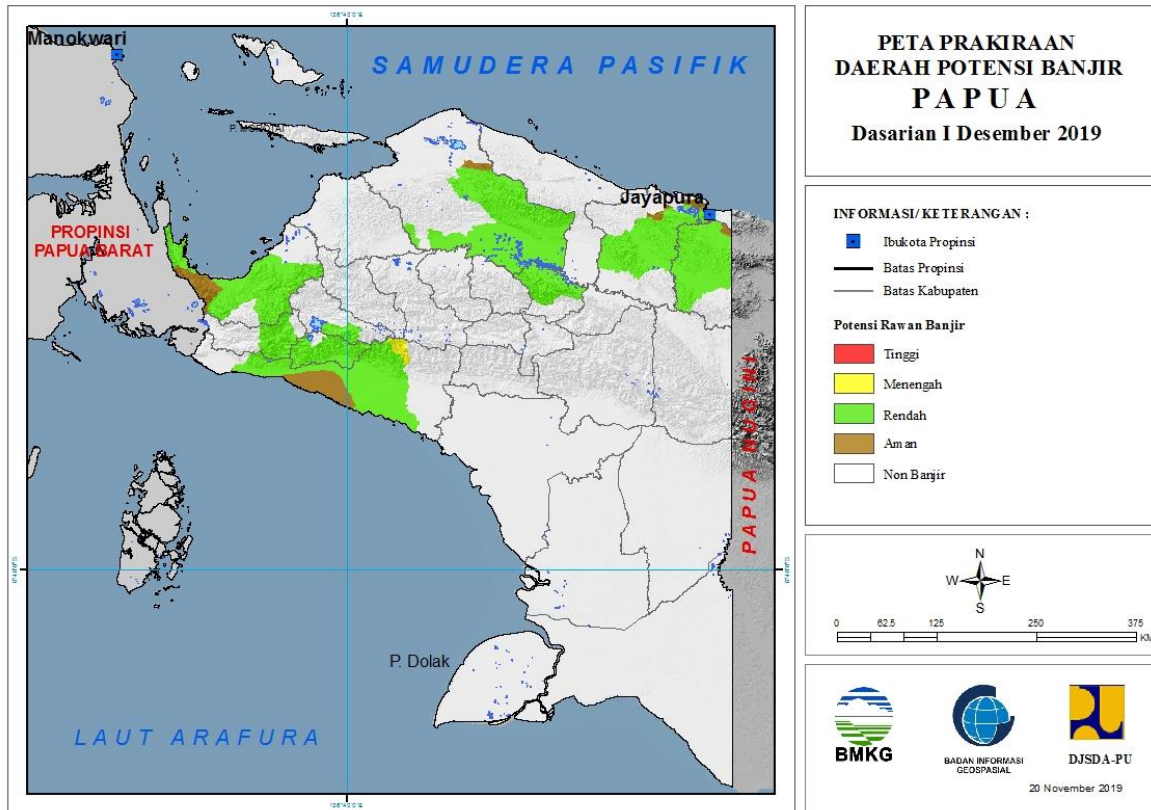 Manokwari
SAMUDERA PASIFIK
Jayapura
PROPINSI
PAPUA BARAT
PAPUA NUGINI
P. Dolak
LAUT ARAFURA
PETA PRAKIRAAN
DAERAH POTENSI BANJIR
PAPUA
Dasarian I Desember 2019
INFORMASI/ KETERANGAN :
Ibukota Propinsi
Batas Propinsi
Batas Kabupaten
Potensi Rawan Banjir
Tinggi
Menengah
Rendah
Aman
Non Banjir
N
W E
S
0 62.5 125 250 375
KM
BMKG
BADAN INFORMASI
GEOSPASIAL
DJSDA-PU
20 November 2019